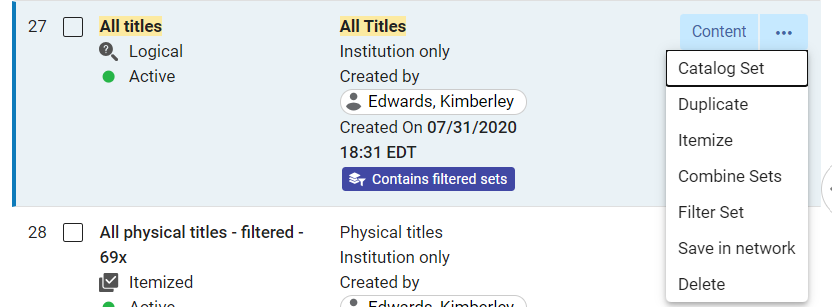 27
All titles
Logical
Active
All Titles
Institution only
Created by
Edwards, Kimberley
Created On 07/31/2020
18:31 EDT
Contains filtered sets
Content
...
Catalog Set
Duplicate
Itemize
Combine Sets
Filter Set
Save in network
Delete
28
All physical titles - filtered -
69x
Itemized
Active
Physical titles
Institution only
Created by
Edwards, Kimberley